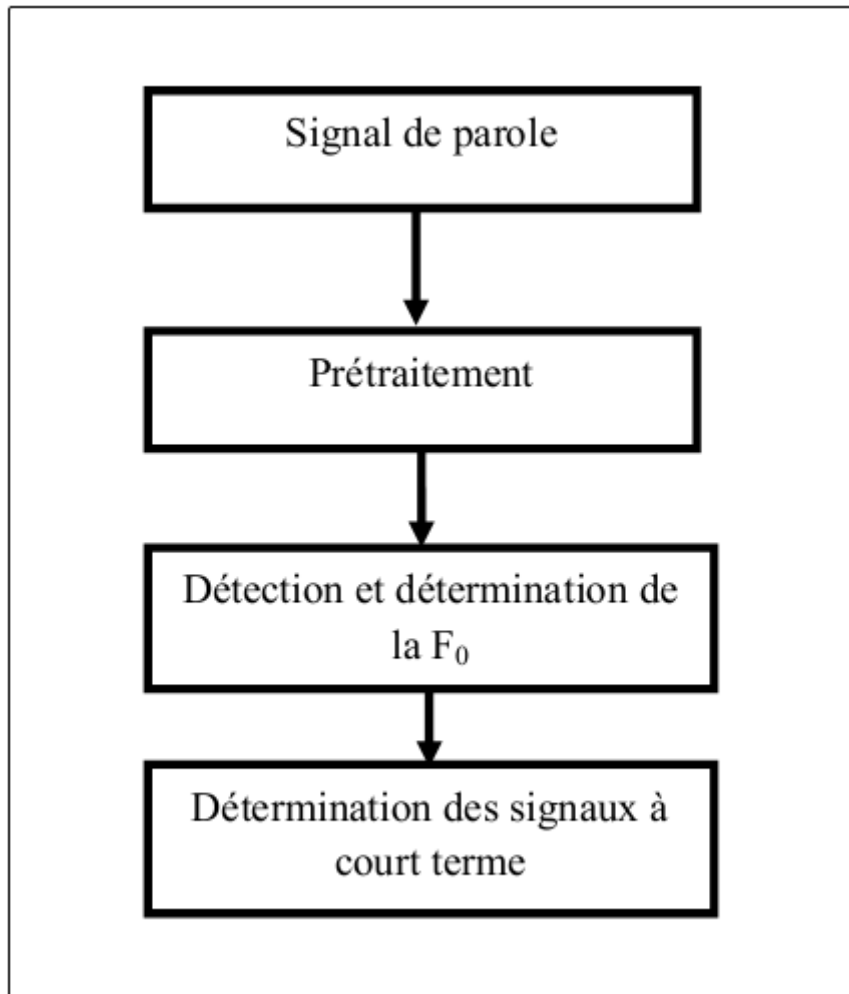 Signal de parole
Prétraitement
Détection et détermination de
la F₀
Détermination des signaux à
court terme